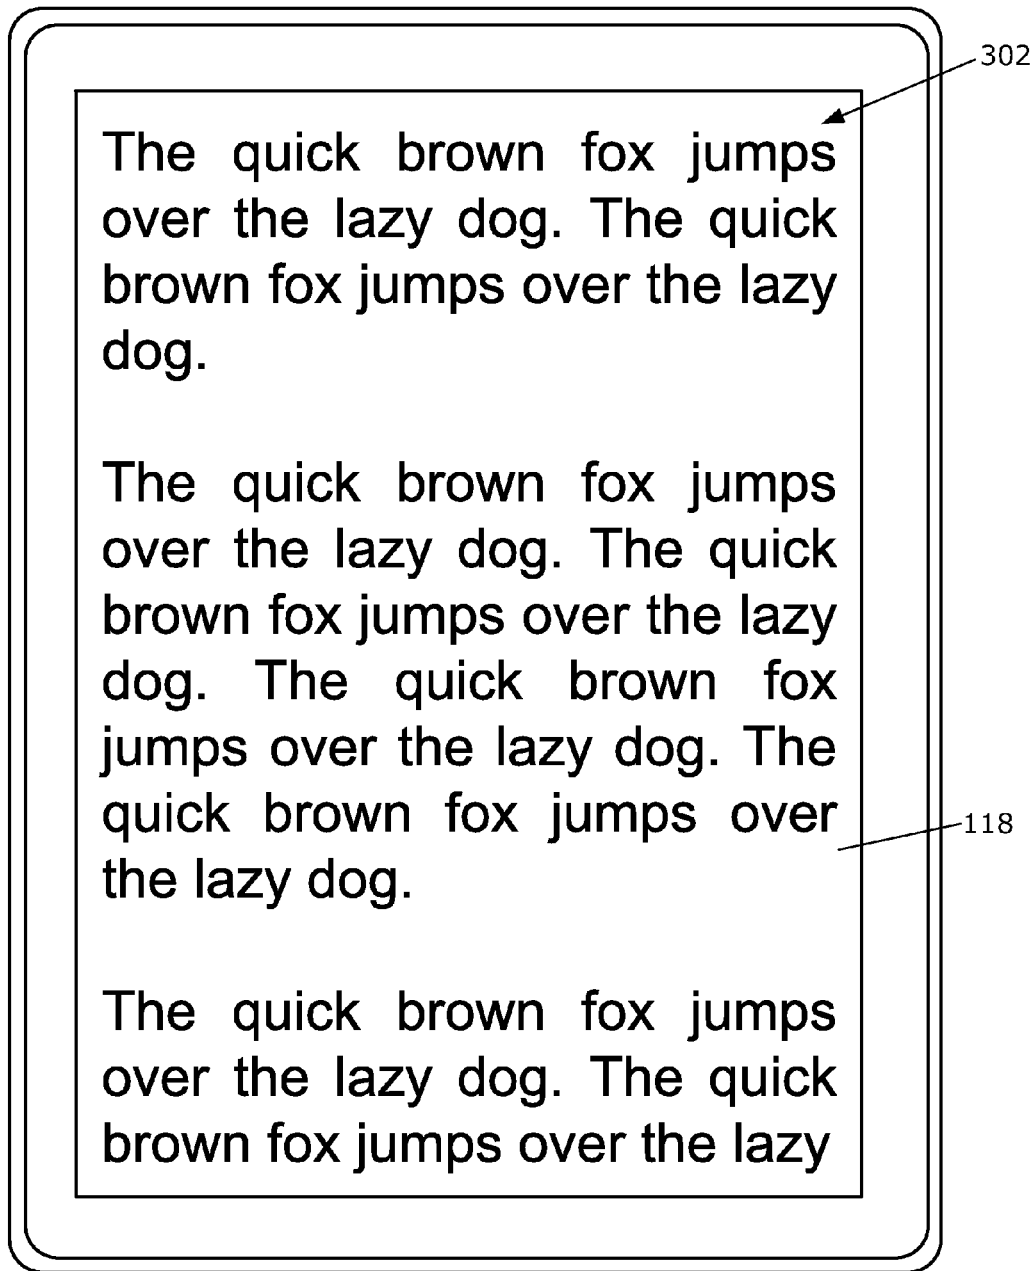 302
The quick brown fox jumps
over the lazy dog. The quick
brown fox jumps over the lazy
dog.
The quick brown fox jumps
over the lazy dog. The quick
brown fox jumps over the lazy
dog. The quick brown fox
jumps over the lazy dog. The
quick brown fox jumps over
the lazy dog.
118
The quick brown fox jumps
over the lazy dog. The quick
brown fox jumps over the lazy